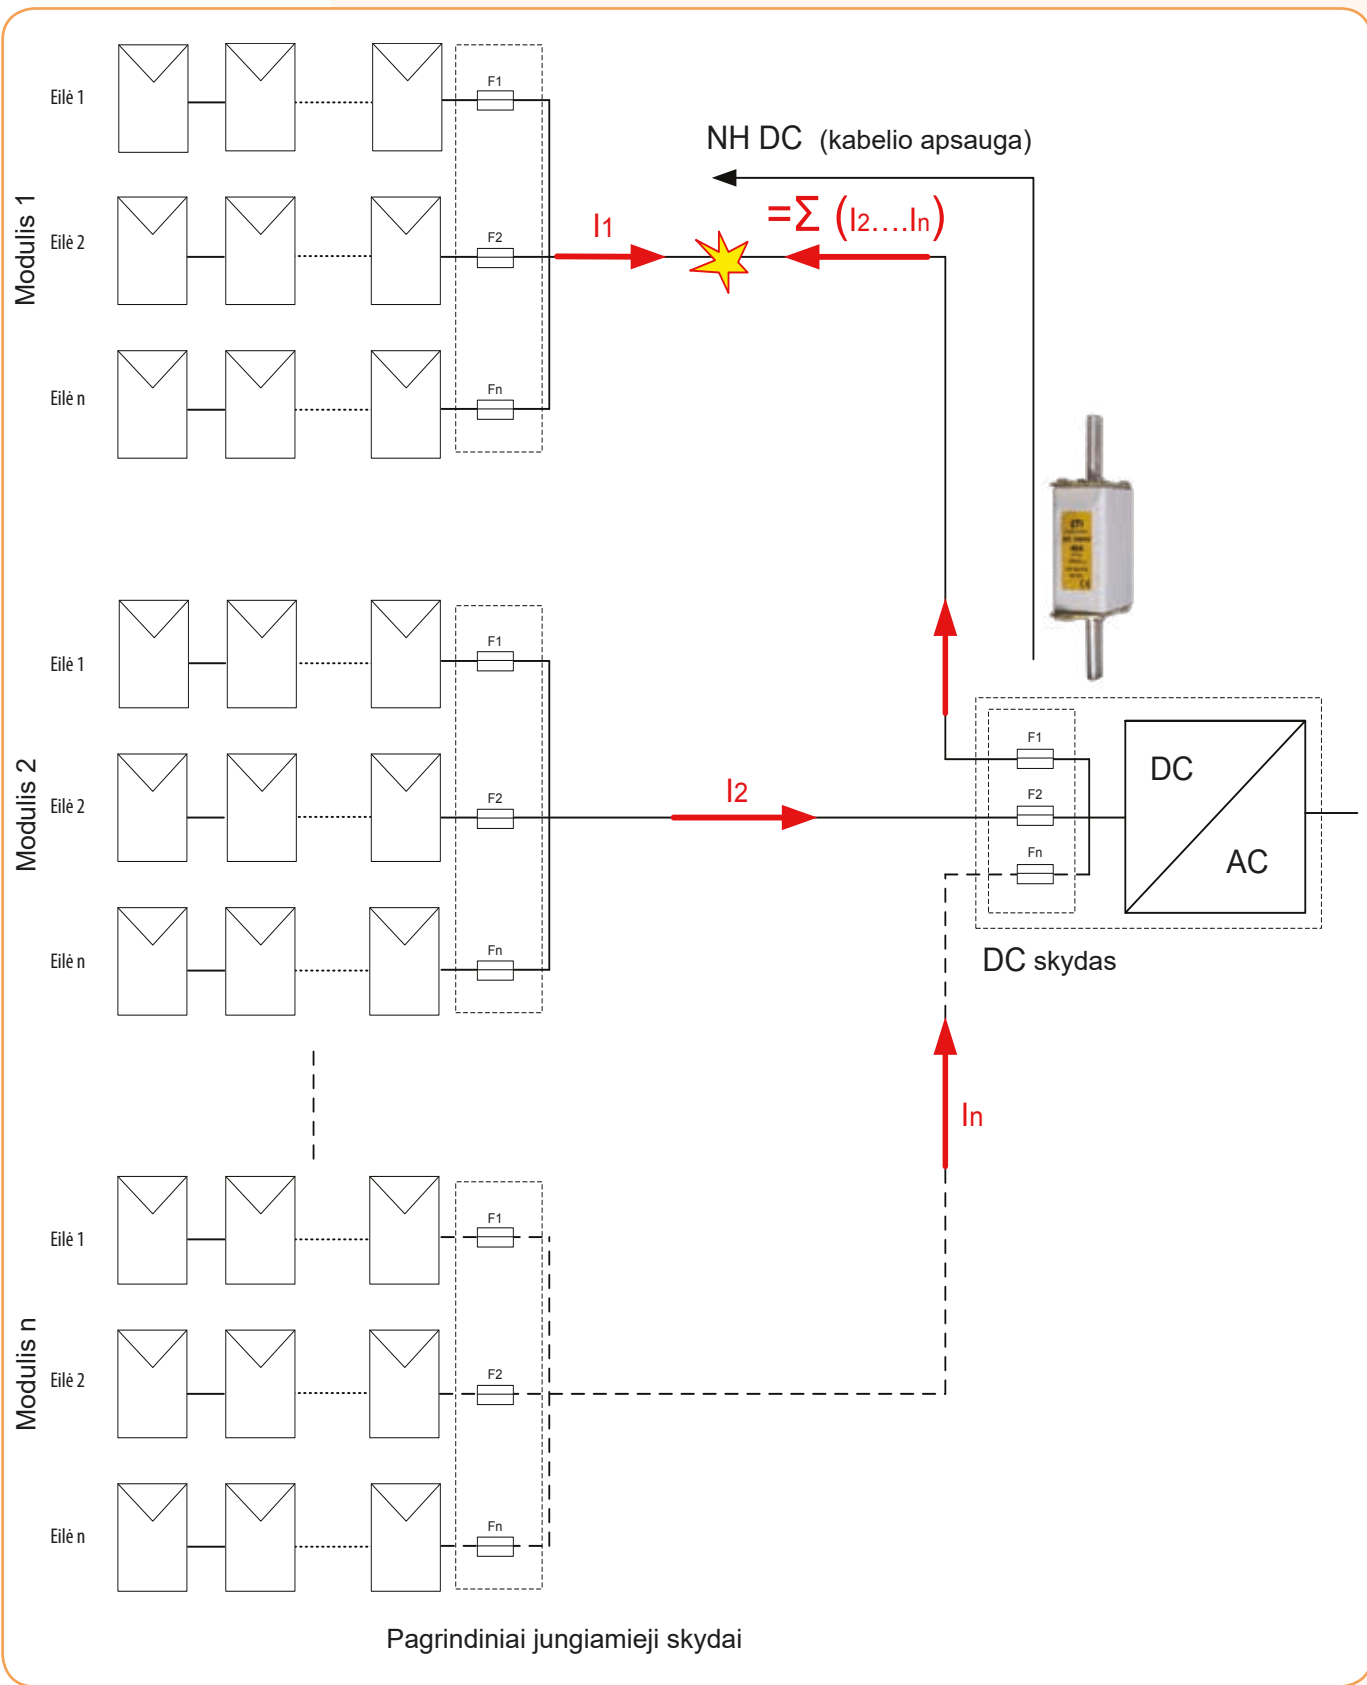 Modulis 1
Eilė 1
F1
Eilė 2
F2
Eilė n
Fn
NH DC (kabelio apsauga)
=Σ (I2....In)
I1
Modulis 2
Eilė 1
F1
Eilė 2
F2
Eilė n
Fn
I2
F1
F2
Fn
DC
AC
DC skydas
In
Modulis n
Eilė 1
F1
Eilė 2
F2
Eilė n
Fn
Pagrindiniai jungiamieji skydai
ETI